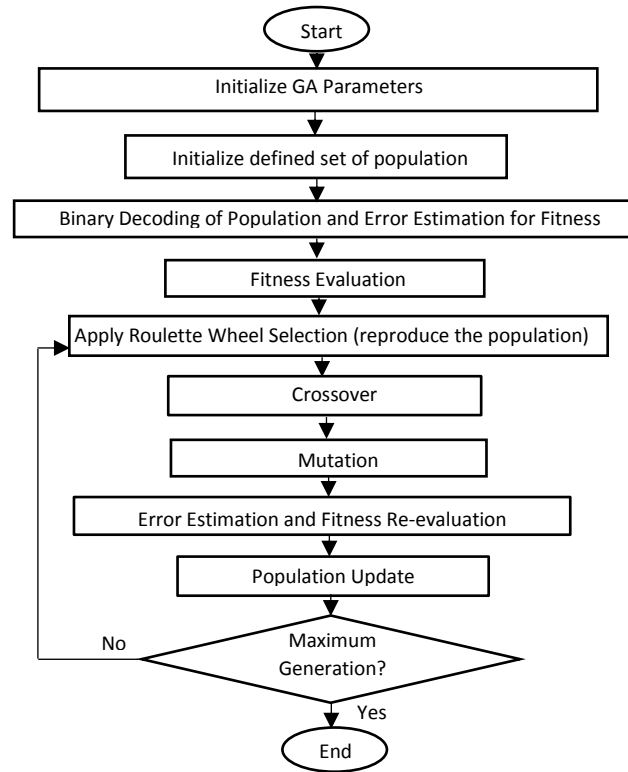 Start
Initialize GA Parameters
Initialize defined set of population
Binary Decoding of Population and Error Estimation for Fitness
Fitness Evaluation
Apply Roulette Wheel Selection (reproduce the population)
Crossover
Mutation
Error Estimation and Fitness Re-evaluation
Population Update
No
Maximum
Generation?
Yes
End